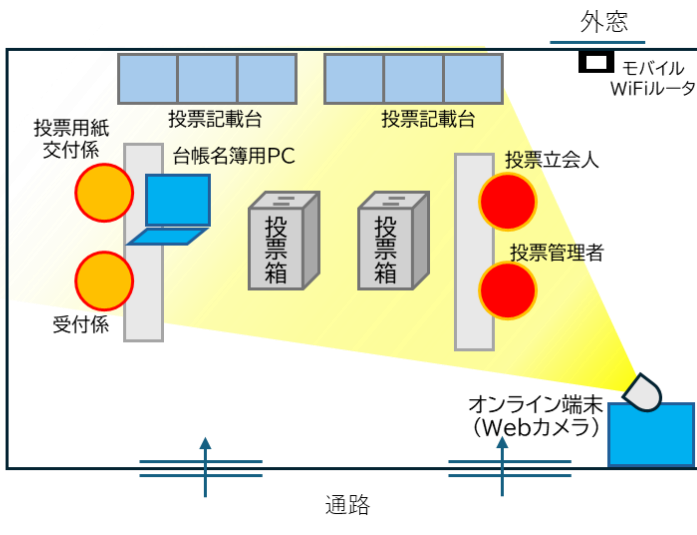 外窓
モバイル
WiFiルータ
投票記載台
投票記載台
投票用紙
交付係
台帳名簿用PC
投票立会人
投票箱
投票箱
投票管理者
受付係
オンライン端末
（Webカメラ）
通路